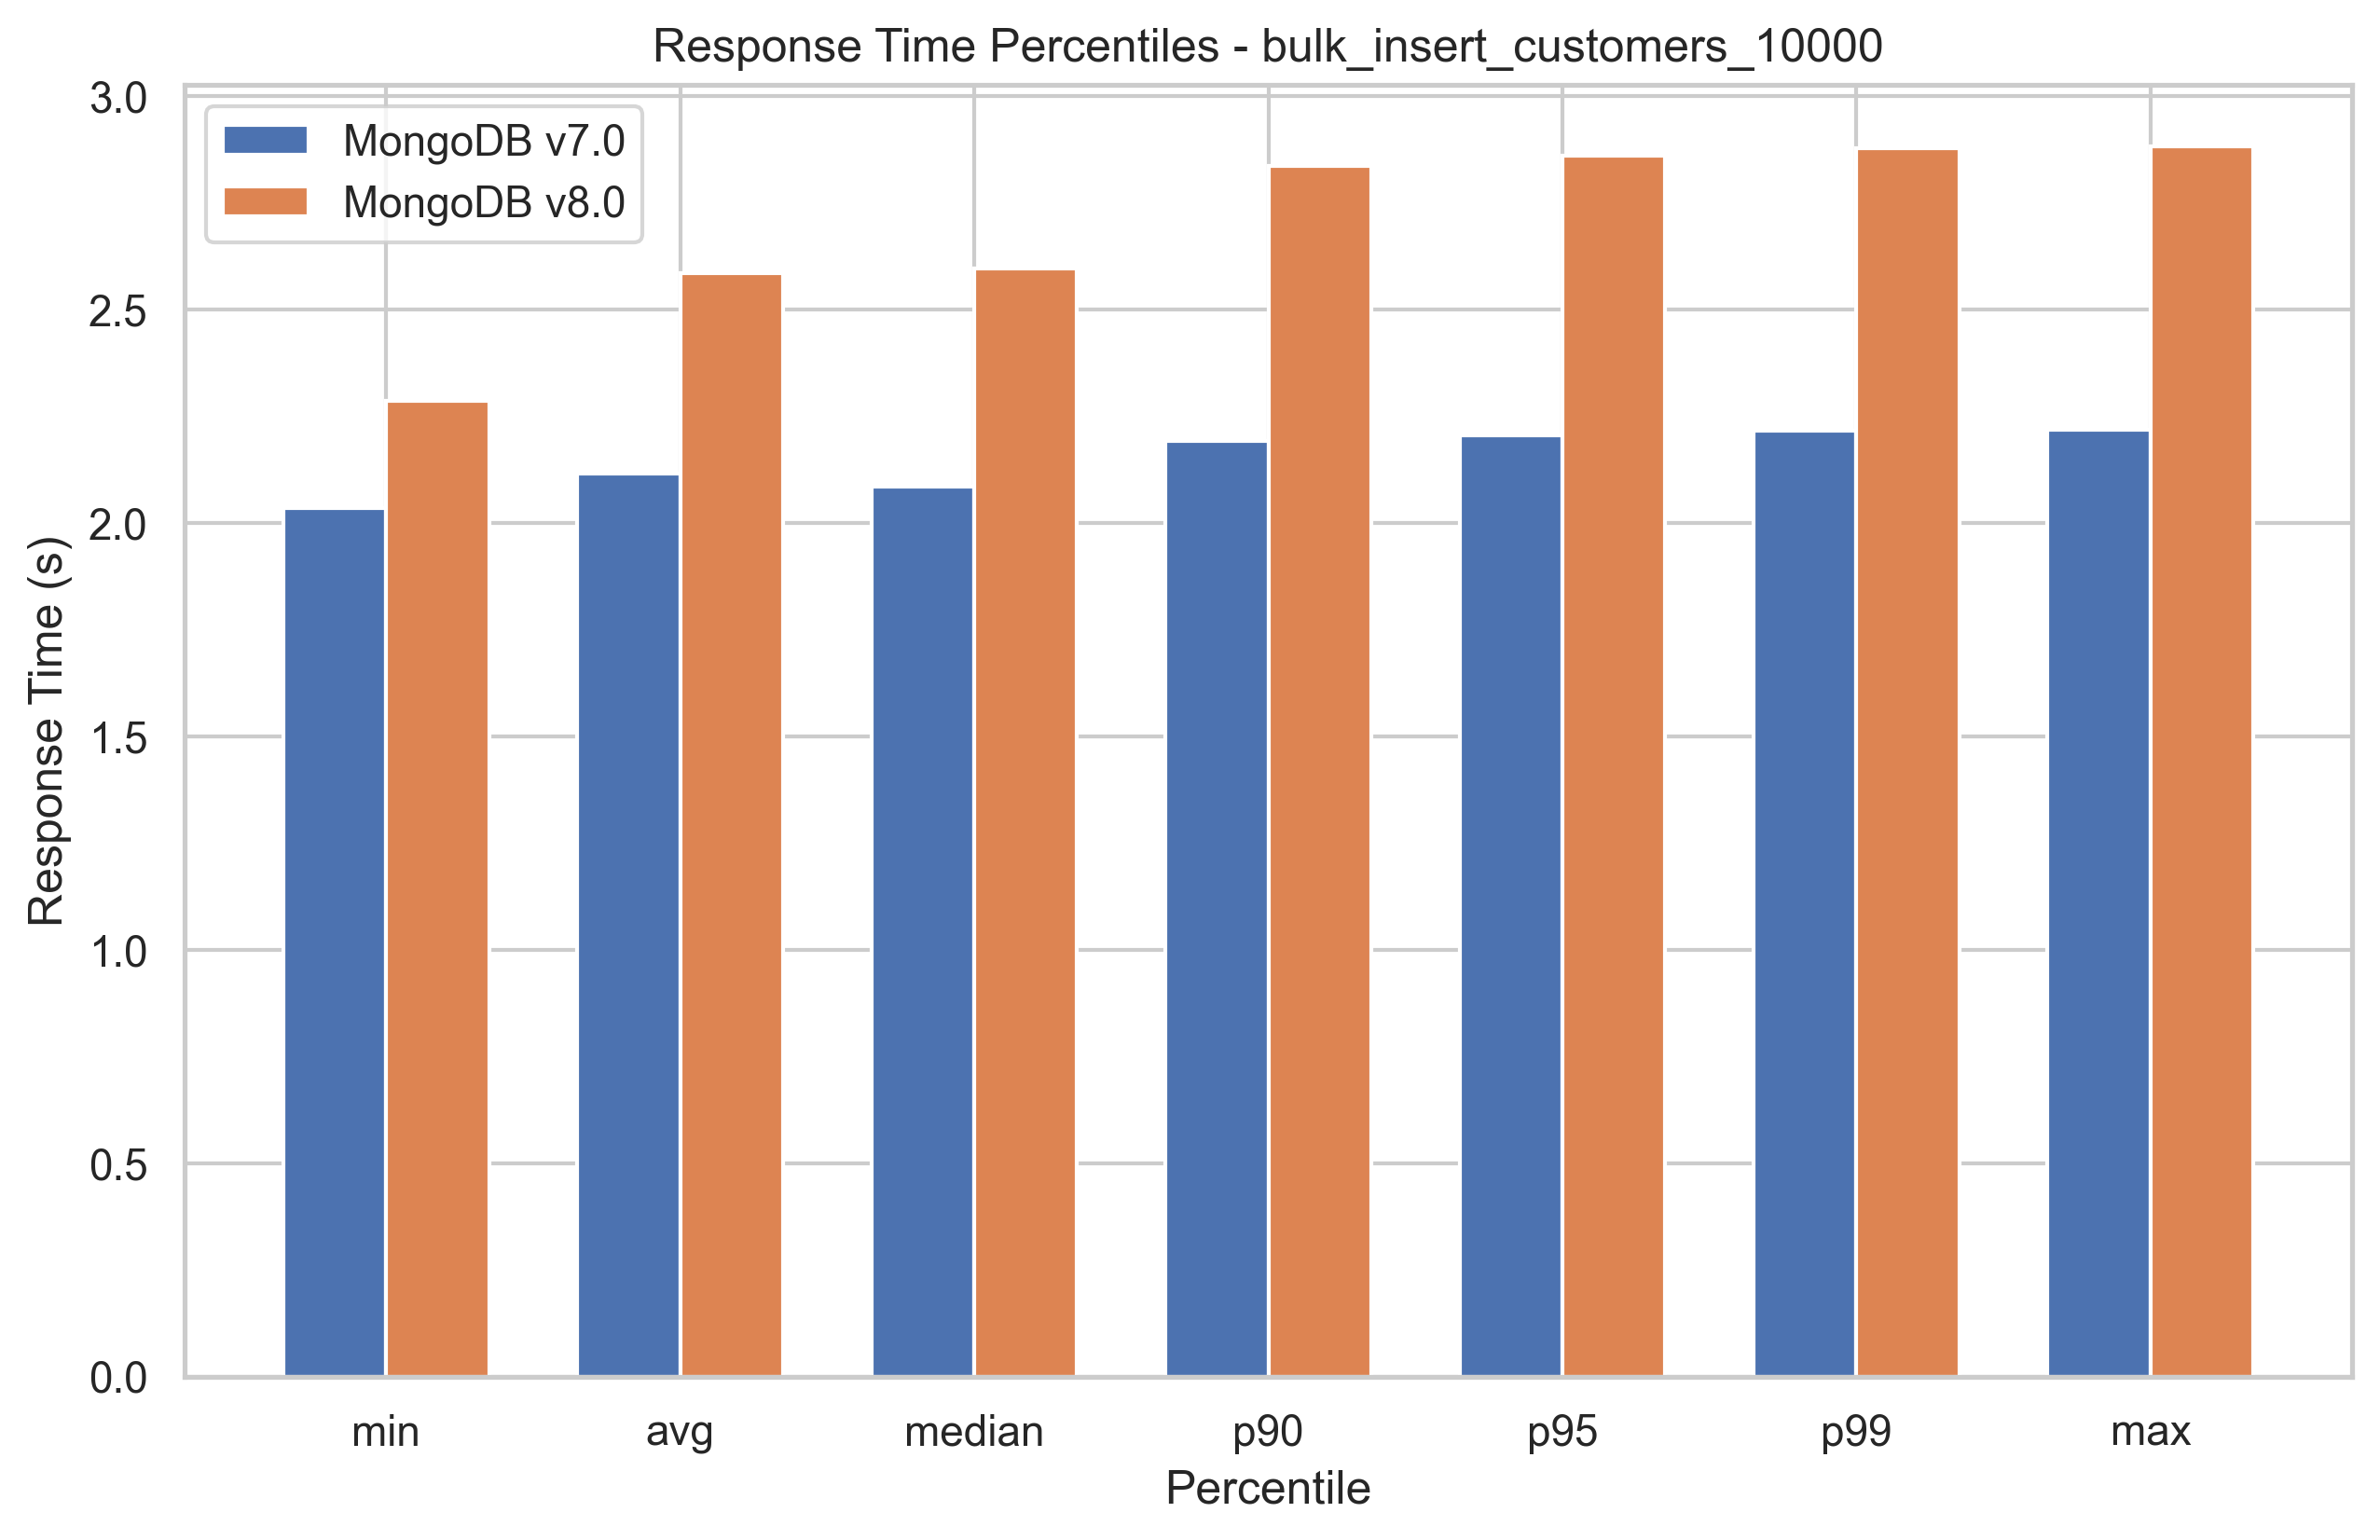 Response Time Percentiles - bulk_insert_customers_10000
MongoDB v7.0
MongoDB v8.0
Response Time (s)
3.0
2.5
2.0
1.5
1.0
0.5
0.0
min avg median p90 p95 p99 max
Percentile